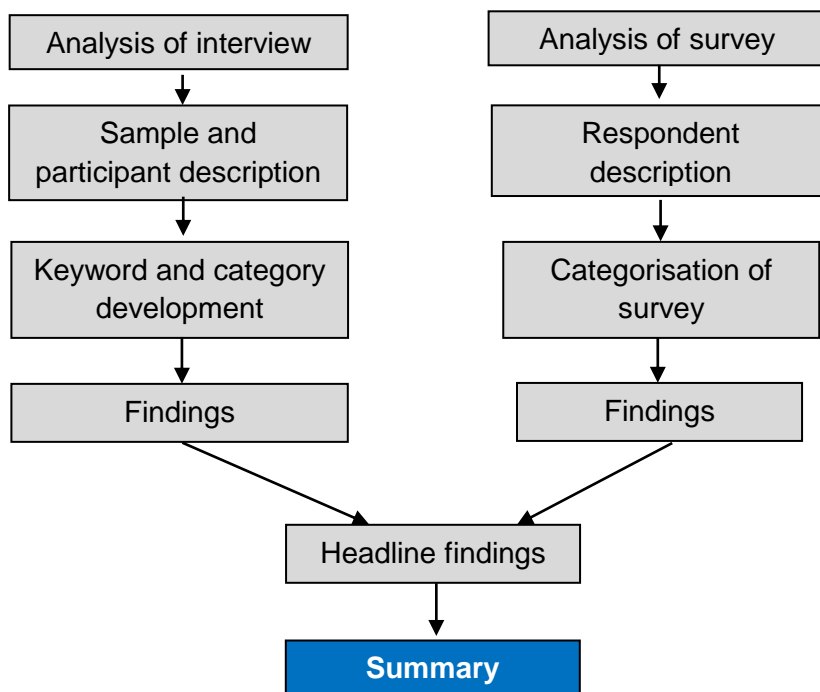 Analysis of interview
Sample and
participant description
Keyword and category
development
Findings
Analysis of survey
Respondent
description
Categorisation of
survey
Findings
Headline findings
Summary